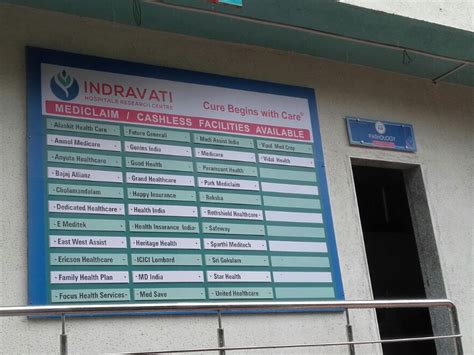 INDRAVATI
HOSPITALS RESEARCH CENTRE
Cure Begins with Care
MEDICLAIM / CASHLESS FACILITIES AVAILABLE
Alankit Health Care
Future Generali
Medi Assist India
Vipul Med Corp
Anmol Medicare
Genins India
Medicare
Vidal Health
Anyuta Healthcare
Good Health
Paramount Health
Bajaj Allianz
Grand Healthcare
Park Mediclaim
Cholamandalam
Happy Insurance
Raksha
Dedicated Healthcare
Health India
Rothshield Healthcare
E Meditek
Health Insurance India
Safeway
East West Assist
Heritage Health
Sparthi Meditech
Ericson Healthcare
ICICI Lombard
Sri Gokulam
Family Health Plan
MD India
Star Health
Focus Health Services
Med Save
United Healthcare
PATHOLOGY